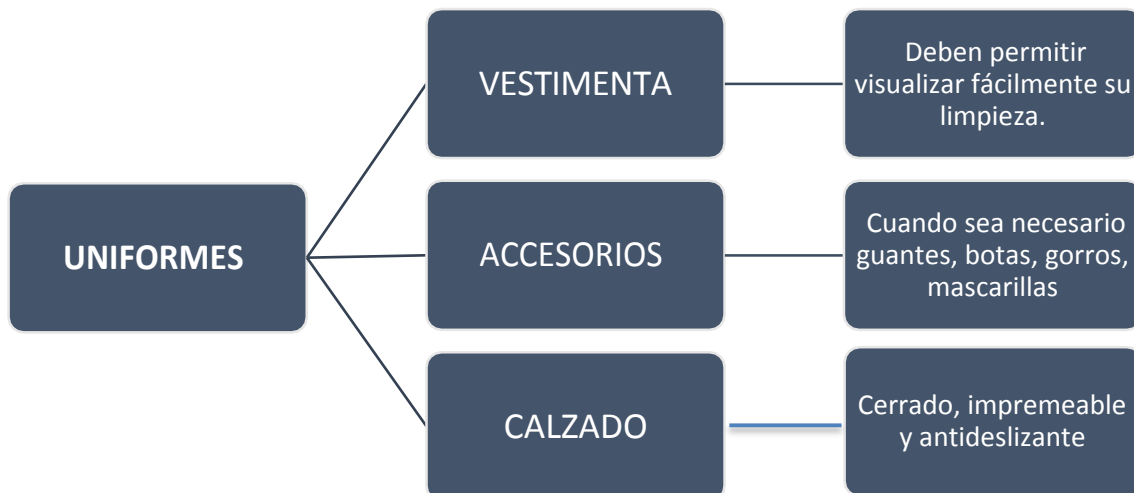 UNIFORMES
VESTIMENTA
Deben permitir
visualizar fácilmente su
limpieza.
ACCESORIOS
Cuando sea necesario
guantes, botas, gorros,
mascarillas
CALZADO
Cerrado, impremeable
y antideslizante